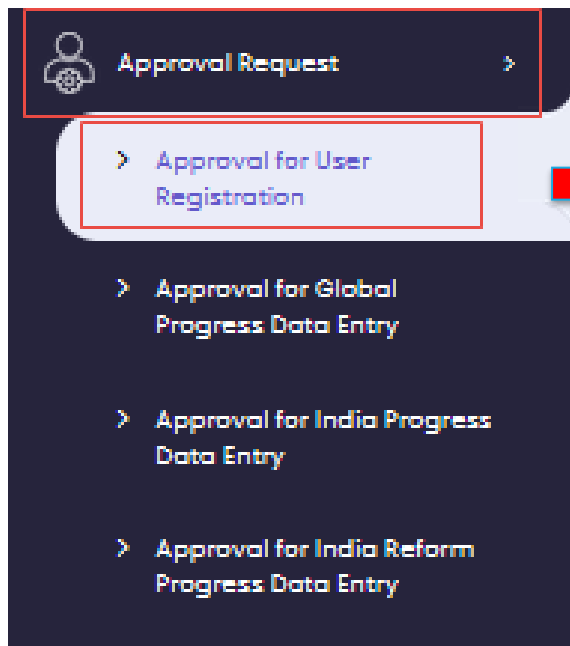 Approval Request
Approval for User
Registration
Approval for Global
Progress Data Entry
Approval for India Progress
Data Entry
Approval for India Reform
Progress Data Entry